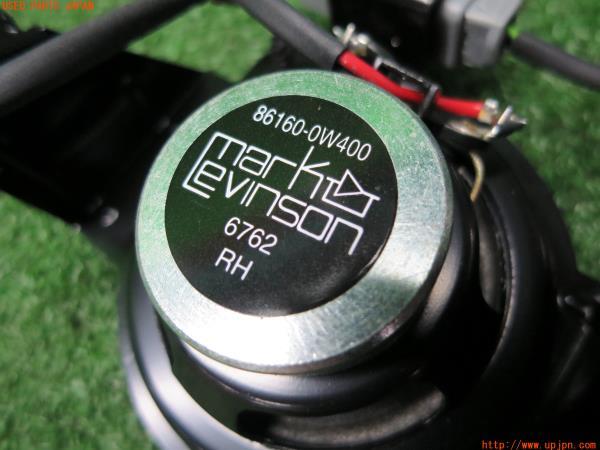 USED PARTS JAPAN
86160-0W400
mark
Levinson
6762
RH
http://www.upjpn.com/